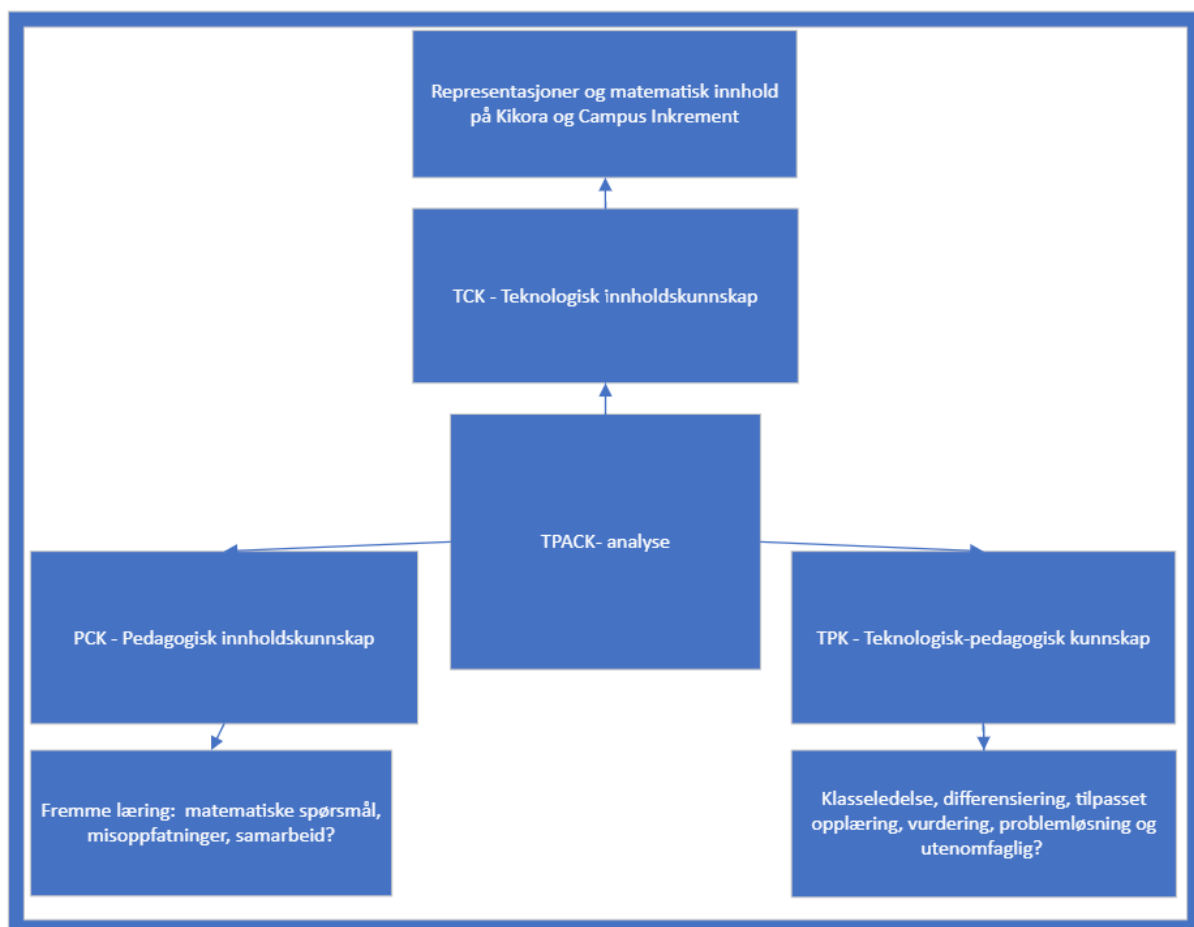 Representasjoner og matematisk innhold
på Kikora og Campus Inkrement
TCK - Teknologisk innholdskunnskap
TPACK- analyse
PCK - Pedagogisk innholdskunnskap
TPK - Teknologisk-pedagogisk kunnskap
Fremme læring:  matematiske spørsmål,
misoppfatninger, samarbeid?
Klasseledelse, differensiering, tilpasset
opplæring, vurdering, problemløsning og
utenomfaglig?